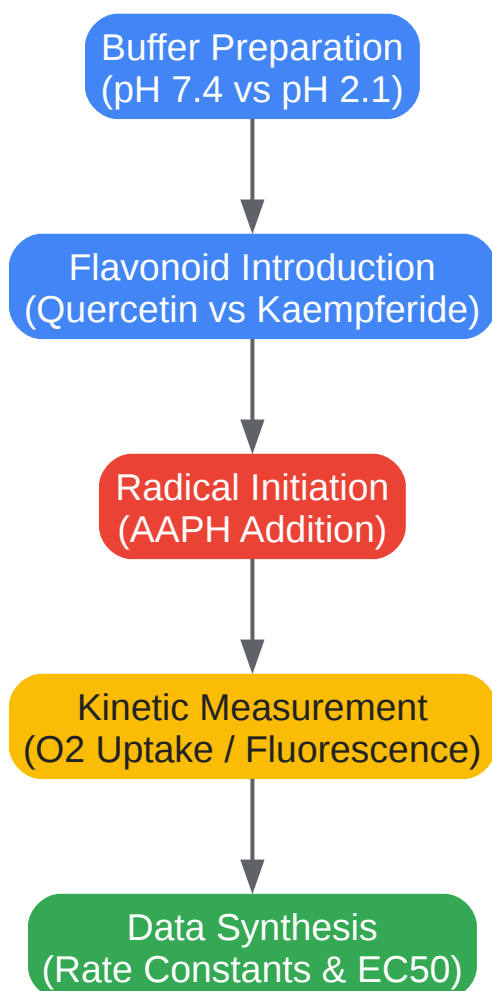 Buffer Preparation
(pH 7.4 vs pH 2.1)
Flavonoid Introduction
(Quercetin vs Kaempferide)
Radical Initiation
(AAPH Addition)
Kinetic Measurement
(O2 Uptake / Fluorescence)
Data Synthesis
(Rate Constants & EC50)